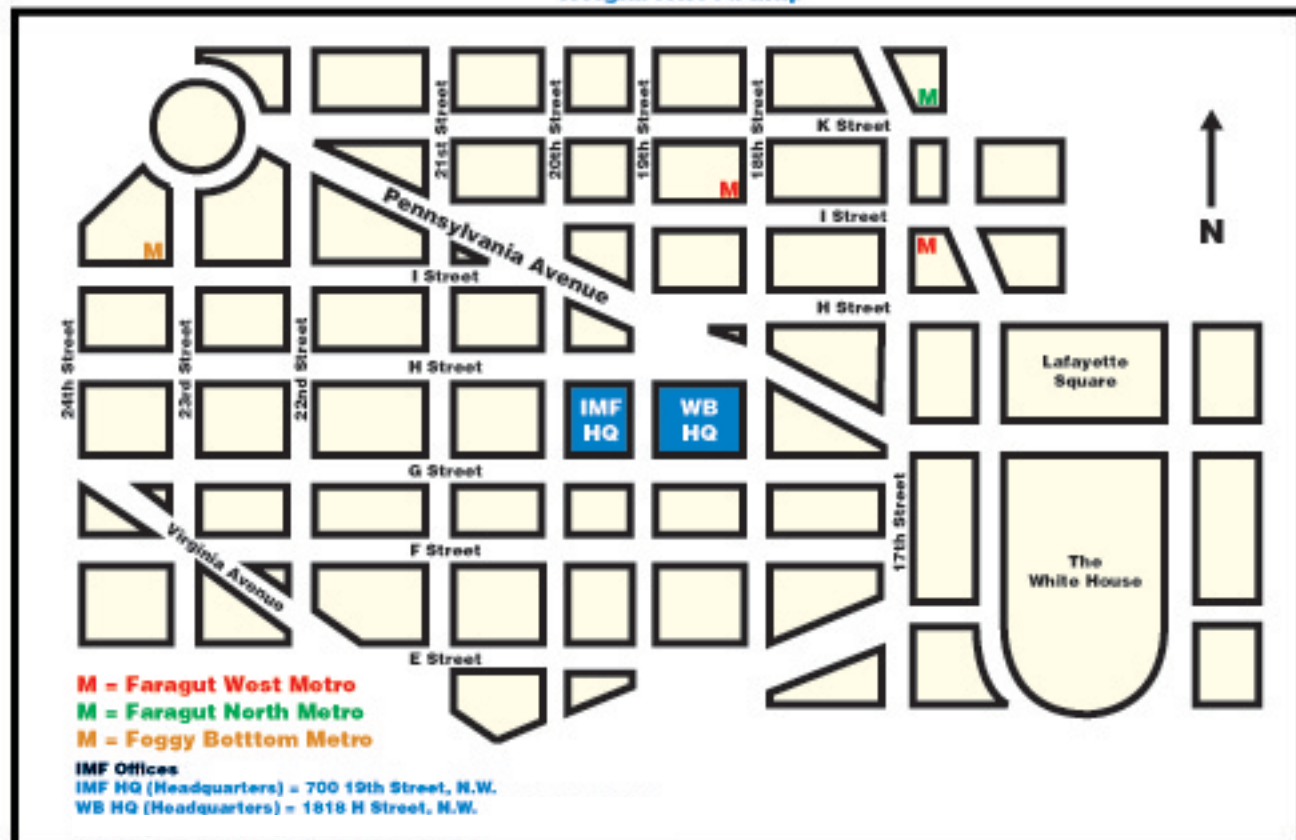 21st Street
20th Street
19th Street
18th Street
M
K Street
M
I Street
N
Pennsylvania Avenue
M
M
I Street
H Street
24th Street
23rd Street
22nd Street
H Street
Lafayette
Square
IMF
HQ
WB
HQ
G Street
17th Street
Virginia Avenue
F Street
The
White House
E Street
M = Faragut West Metro
M = Faragut North Metro
M = Foggy Botttom Metro
IMF Offices
IMF HQ (Headquarters) = 700 19th Street, N.W.
WB HQ (Headquarters) = 1818 H Street, N.W.